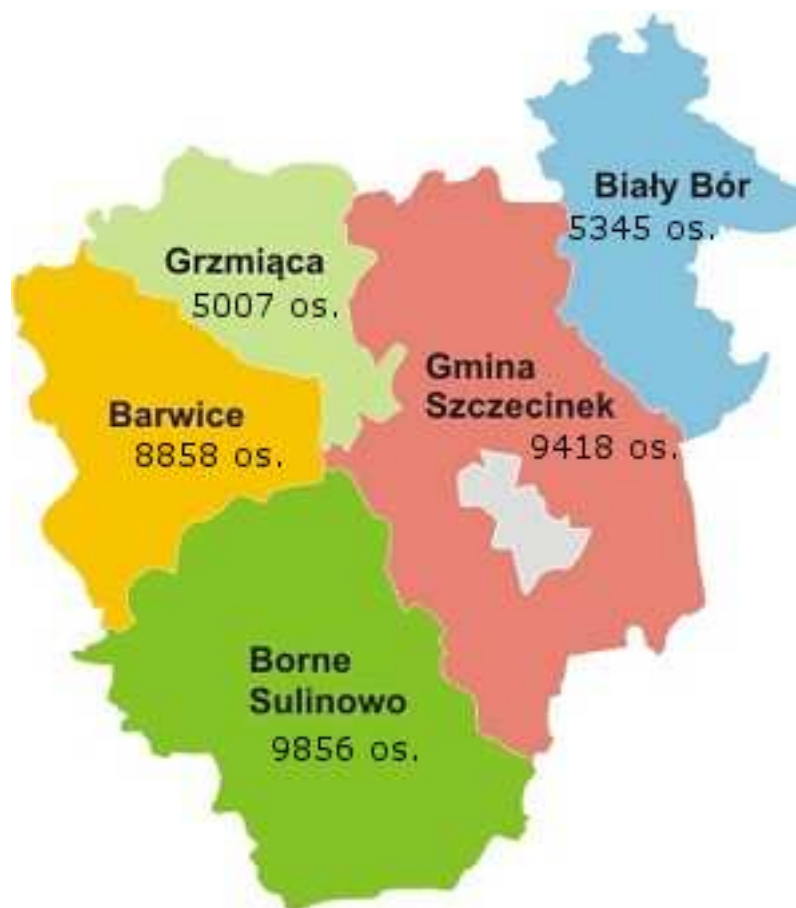 Biały Bór
5345 os.
Grzmiąca
5007 os.
Gmina
Szczecinek
9418 os.
Barwice
8858 os.
Borne
Sulinowo
9856 os.